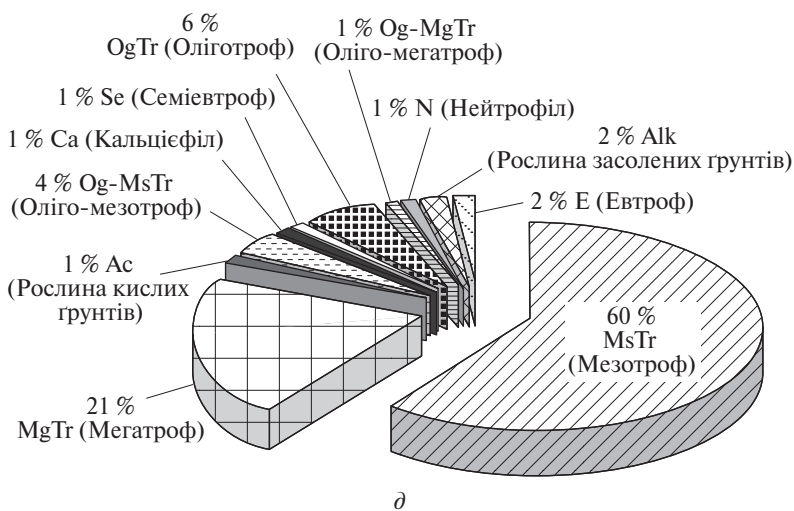 6 %
OgTr (Оліготроф)
1 % Og-MgTr
(Оліго-мегатроф)
1 % Se (Семіевтроф)
1 % N (Нейтрофіл)
1 % Ca (Кальцієфіл)
2 % Alk
(Рослина засолених ґрунтів)
4 % Og-MsTr
(Оліго-мезотроф)
2 % E (Евтроф)
1 % Ac
(Рослина кислих
ґрунтів)
60 %
MsTr
(Мезотроф)
21 %
MgTr (Мегатроф)
д